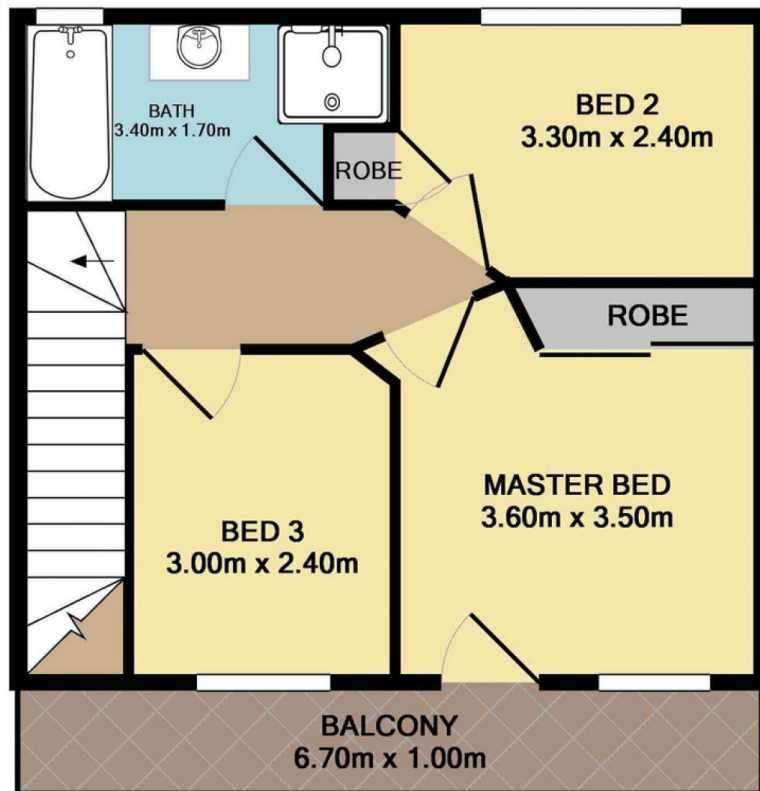 BATH
3.40m x 1.70m
BED 2
3.30m x 2.40m
ROBE
ROBE
MASTER BED
3.60m x 3.50m
BED 3
3.00m x 2.40m
BALCONY
6.70m x 1.00m